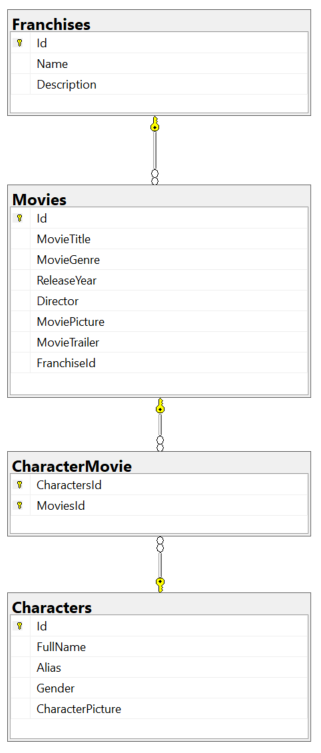 Franchises
Id
Name
Description
Movies
Id
MovieTitle
MovieGenre
ReleaseYear
Director
MoviePicture
MovieTrailer
FranchiseId
CharacterMovie
CharactersId
MoviesId
Characters
Id
FullName
Alias
Gender
CharacterPicture